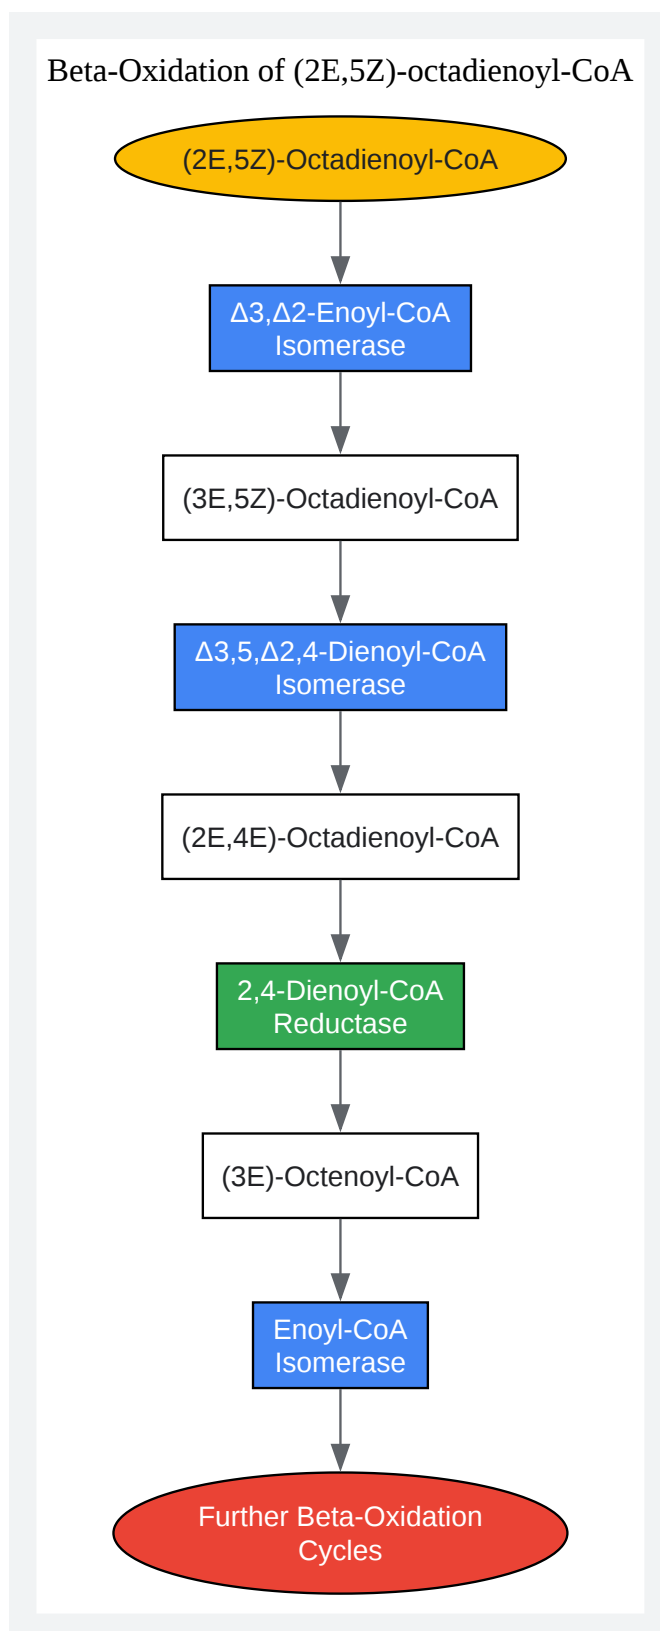 Beta-Oxidation of (2E,5Z)-octadienoyl-CoA
(2E,5Z)-Octadienoyl-CoA
Δ3,Δ2-Enoyl-CoA
Isomerase
(3E,5Z)-Octadienoyl-CoA
Δ3,5,Δ2,4-Dienoyl-CoA
Isomerase
(2E,4E)-Octadienoyl-CoA
2,4-Dienoyl-CoA
Reductase
(3E)-Octenoyl-CoA
Enoyl-CoA
Isomerase
Further Beta-Oxidation
Cycles